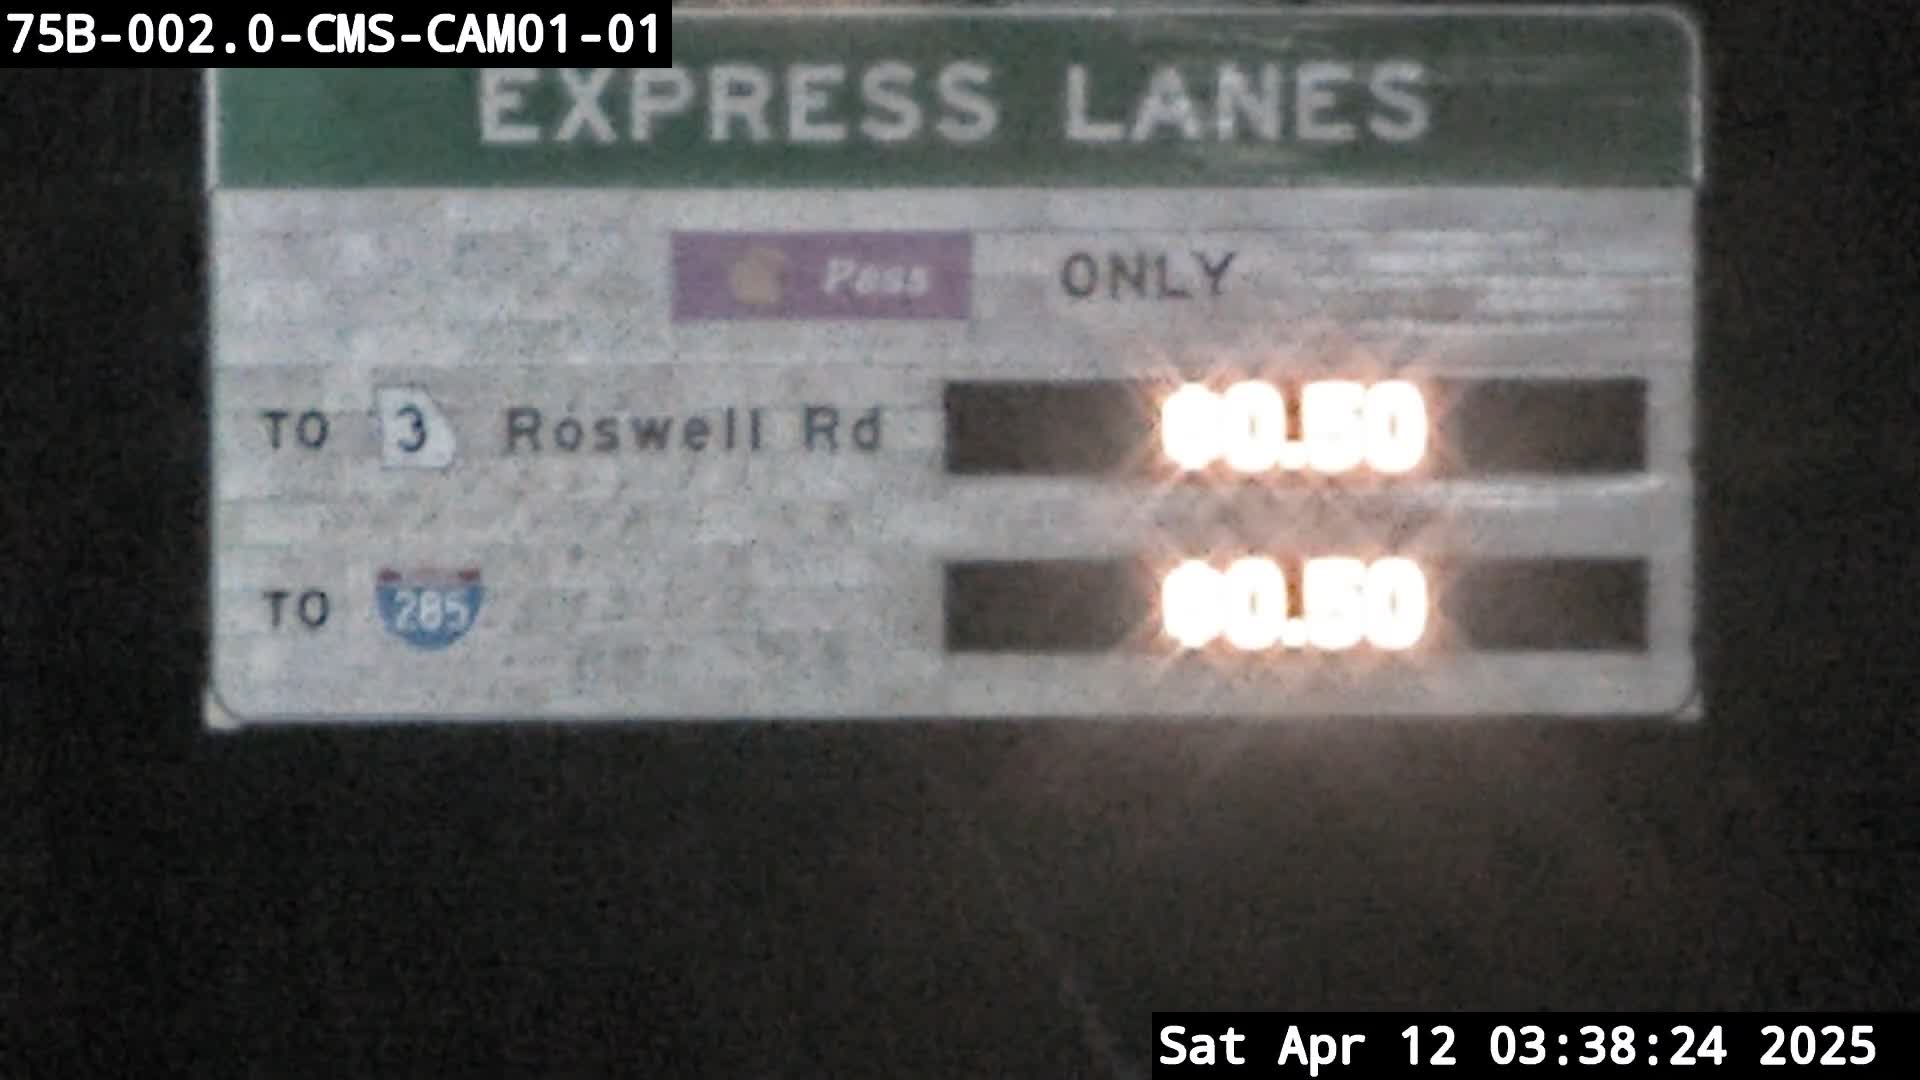 75B-002.0-CMS-CAM01-01
EXPRESS LANES
Pass ONLY
TO 3 Roswell Rd $0.50
TO 285 $0.50
Sat Apr 12 03:38:24 2025